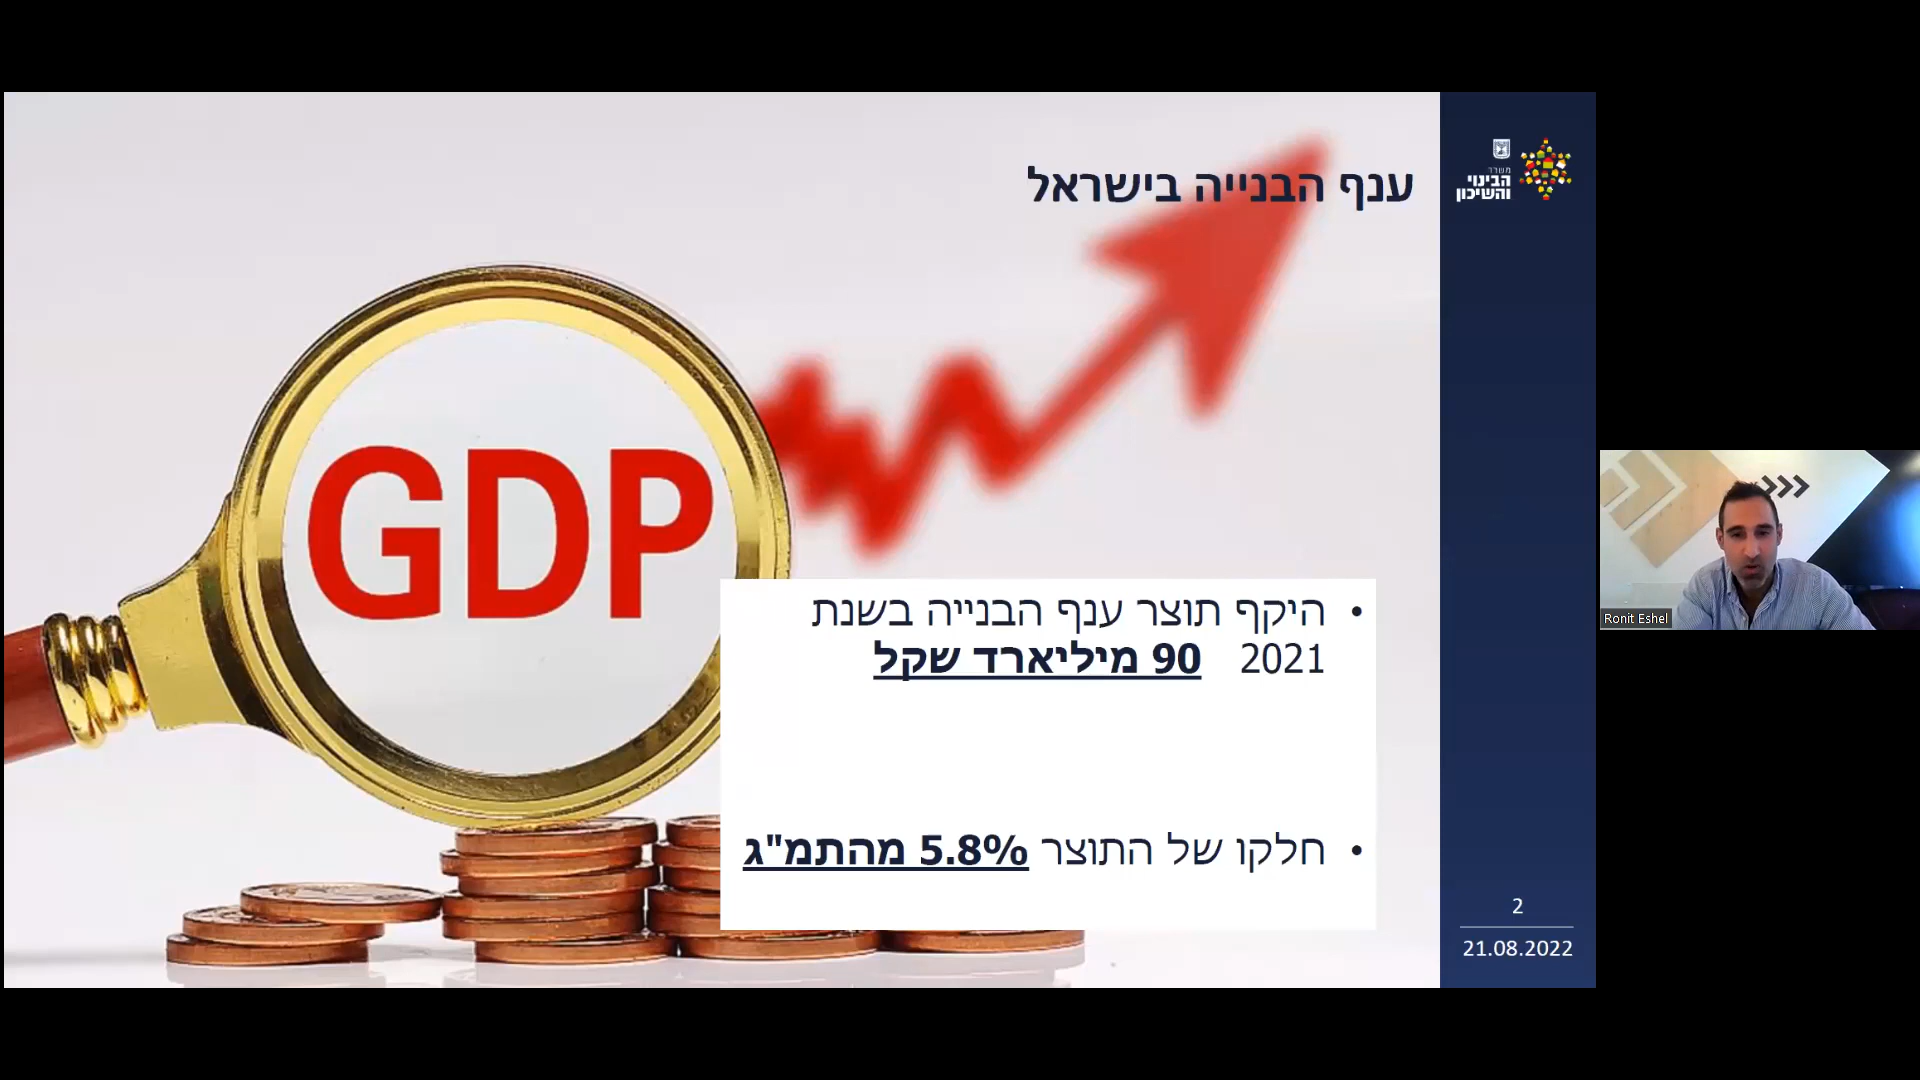 ענף הבנייה בישראל
משרד
הבינוי
והשיכון
GDP
• היקף תוצר ענף הבנייה בשנת
2021 90 מיליארד שקל
• חלקו של התוצר 5.8% מהתמ"ג
2
21.08.2022
Ronit Eshel